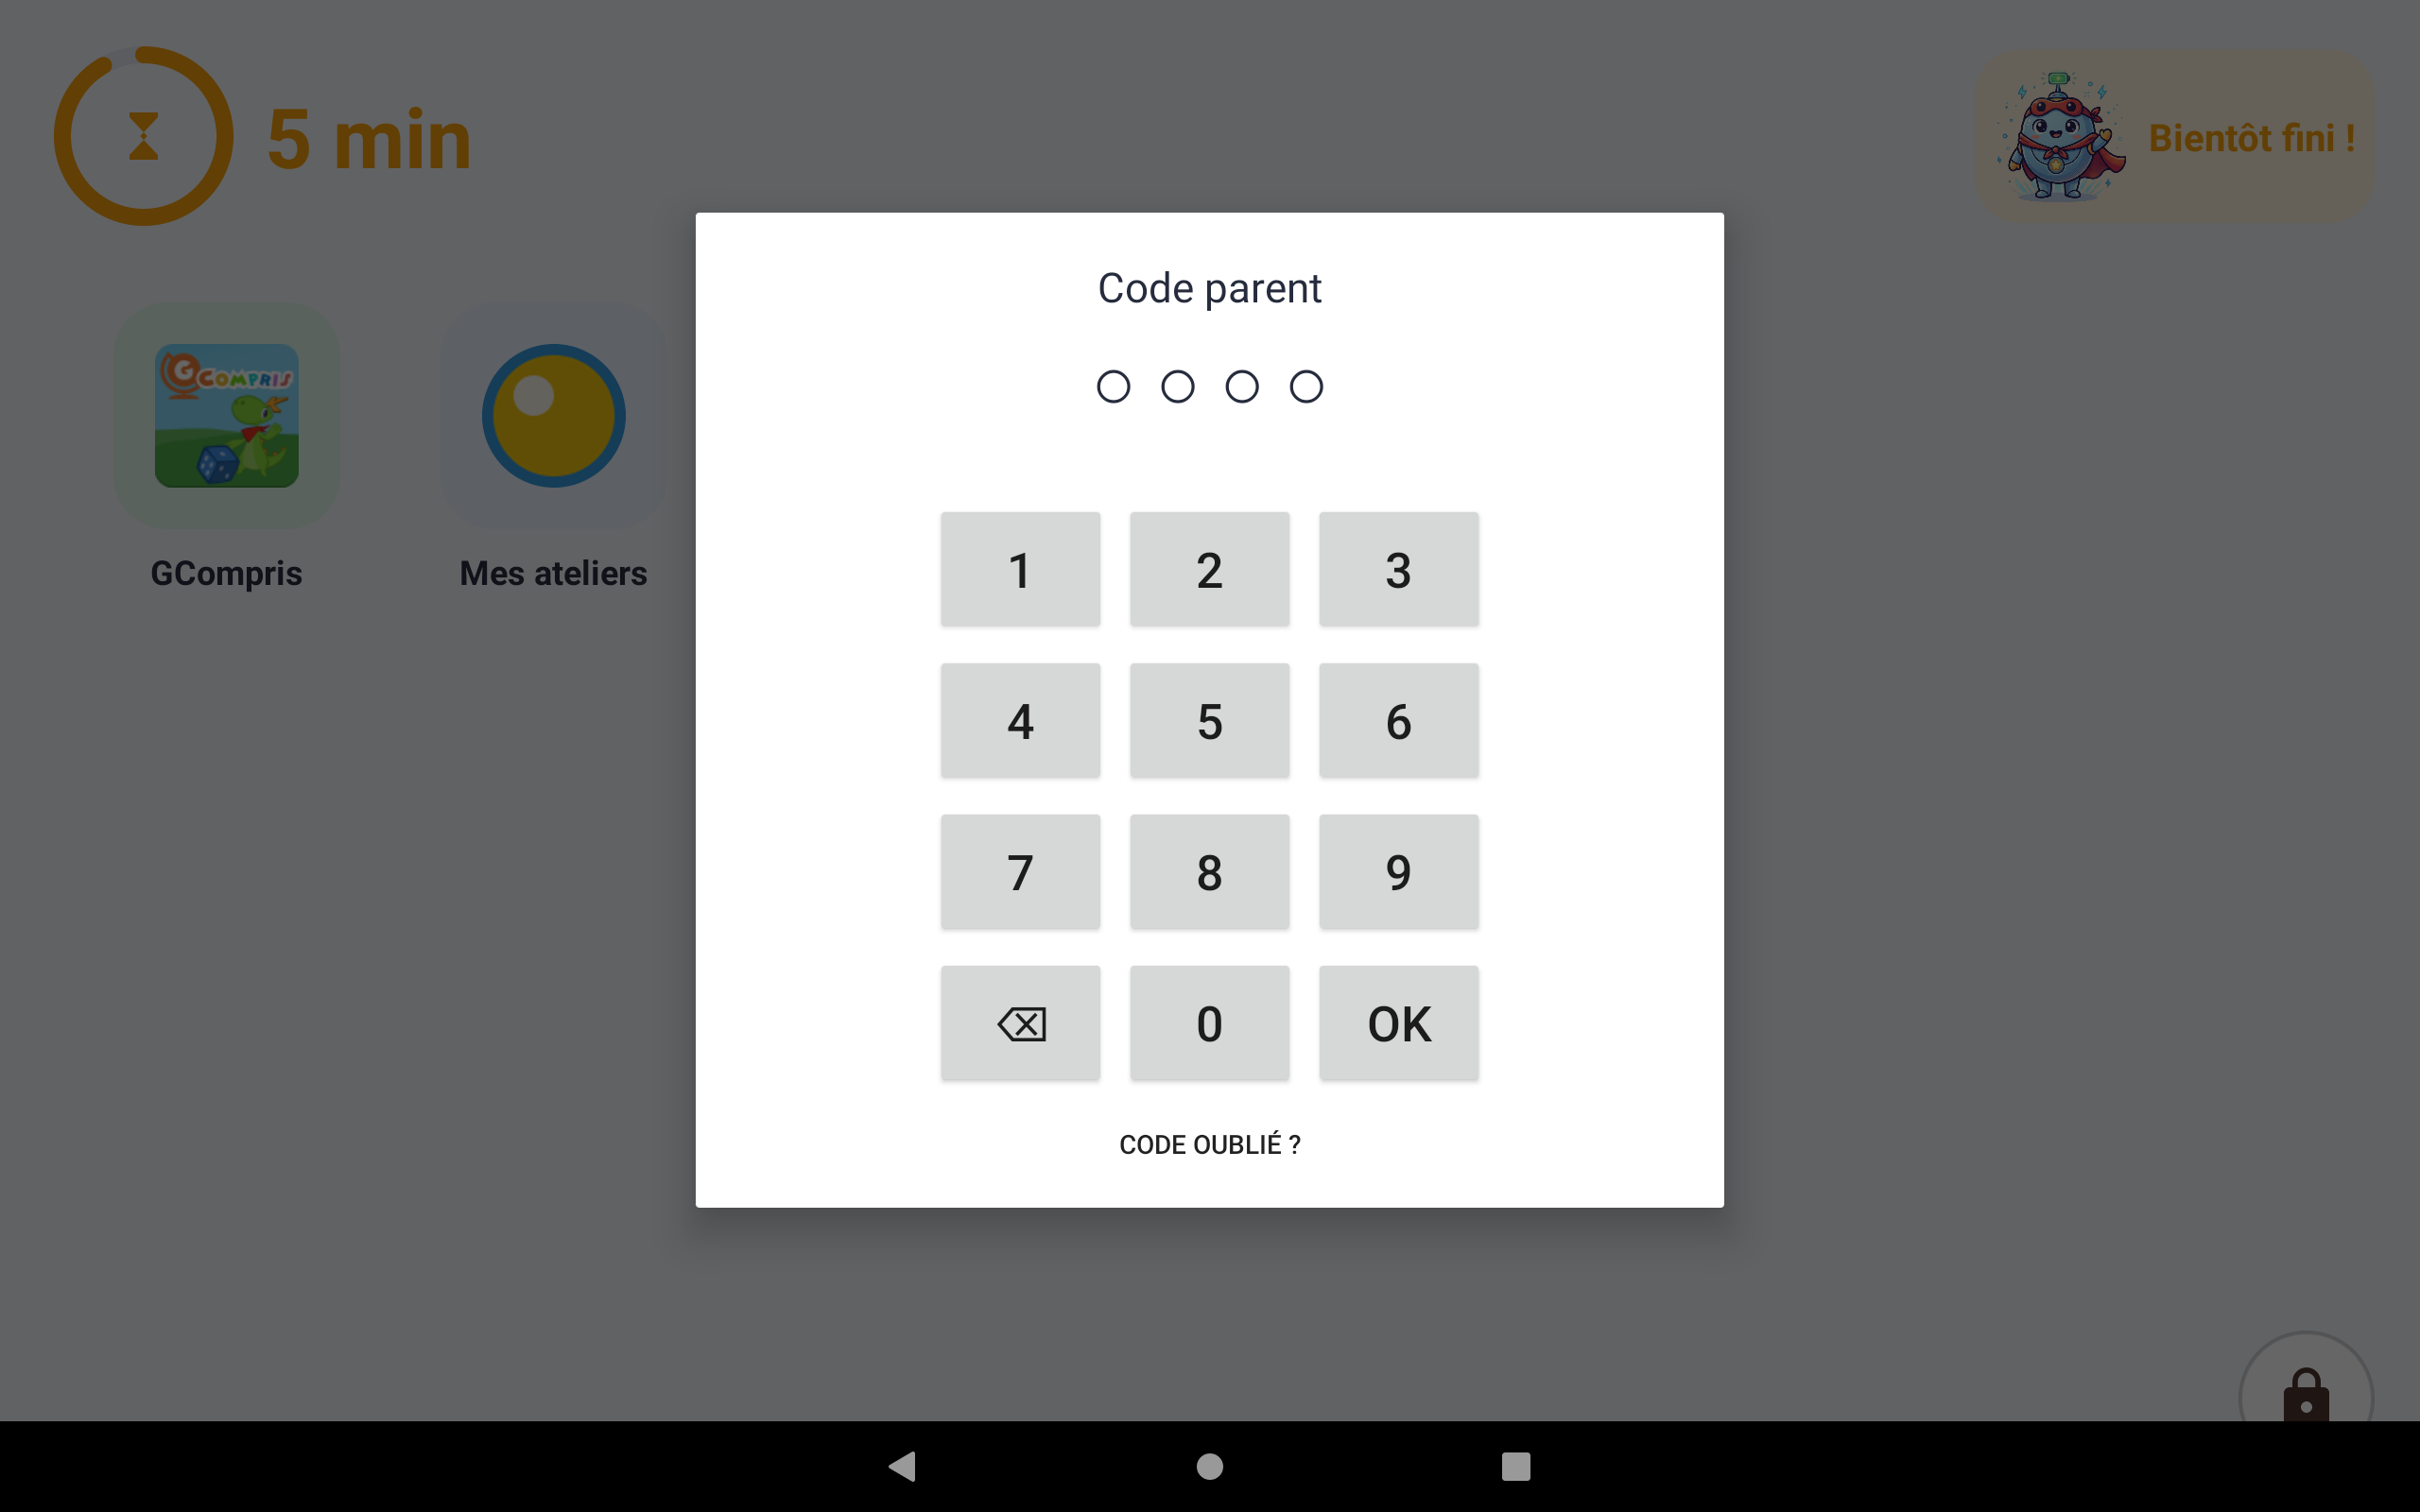 5 min
Bientôt fini !
Code parent
GCOMPRIS
GCompris
Mes ateliers
1 2 3
4 5 6
7 8 9
0 OK
CODE OUBLIÉ ?